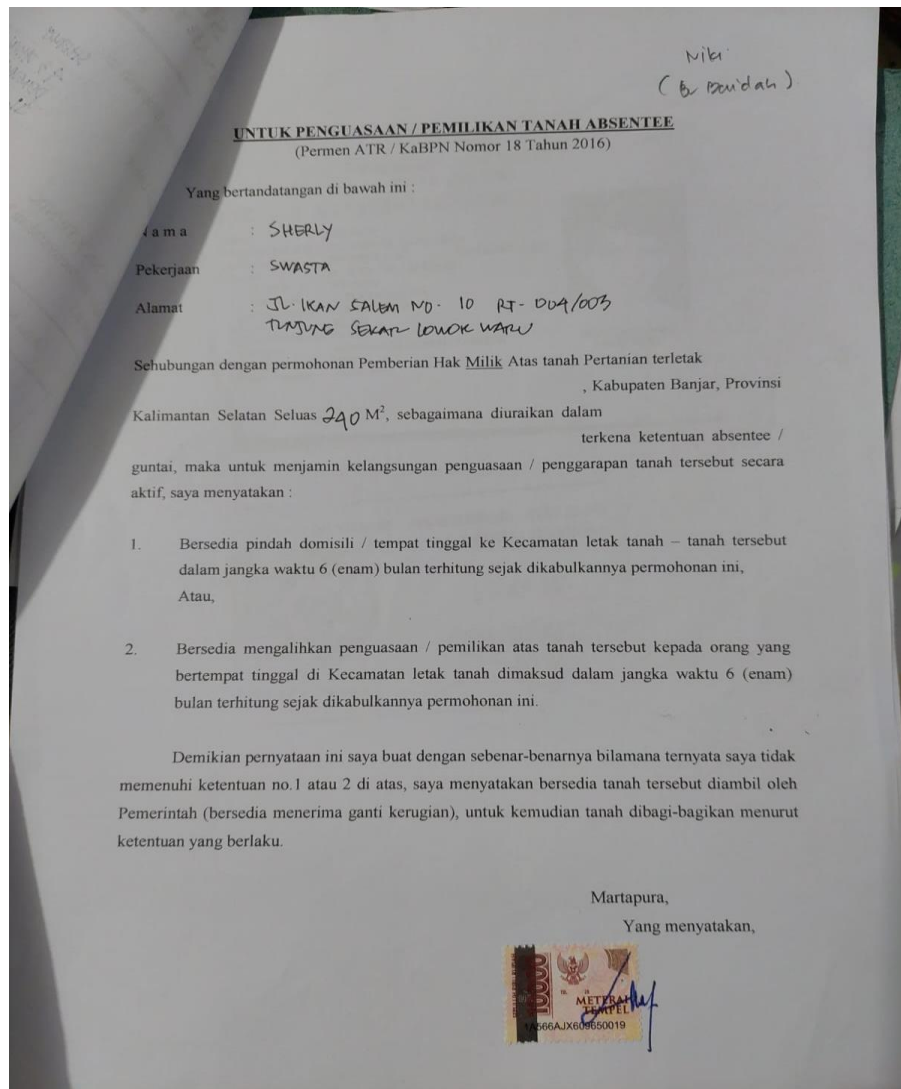 Niki
UNTUK PENGUASAAN / PEMILIKAN TANAH ABSENTEE
(Permen ATR / KaBPN Nomor 18 Tahun 2016)
Yang bertandatangan di bawah ini :
Nama : SHERLY
Pekerjaan : SWASTA
Alamat : JL. IKAN SALEM NO. 10 RT- 004/003
TUNJUNG SEKAR LOWOK WARU
Sehubungan dengan permohonan Pemberian Hak Milik Atas tanah Pertanian terletak
, Kabupaten Banjar, Provinsi
Kalimantan Selatan Seluas 290 M², sebagaimana diuraikan dalam
terkena ketentuan absentee /
guntai, maka untuk menjamin kelangsungan penguasaan / penggarapan tanah tersebut secara
aktif, saya menyatakan :
1. Bersedia pindah domisili / tempat tinggal ke Kecamatan letak tanah – tanah tersebut
dalam jangka waktu 6 (enam) bulan terhitung sejak dikabulkannya permohonan ini,
Atau,
2. Bersedia mengalihkan penguasaan / pemilikan atas tanah tersebut kepada orang yang
bertempat tinggal di Kecamatan letak tanah dimaksud dalam jangka waktu 6 (enam)
bulan terhitung sejak dikabulkannya permohonan ini.
Demikian pernyataan ini saya buat dengan sebenar-benarnya bilamana ternyata saya tidak
memenuhi ketentuan no.1 atau 2 di atas, saya menyatakan bersedia tanah tersebut diambil oleh
Pemerintah (bersedia menerima ganti kerugian), untuk kemudian tanah dibagi-bagikan menurut
ketentuan yang berlaku.
Martapura,
Yang menyatakan,
10000
METERAI
TEMPEL
1A566AJX609650019